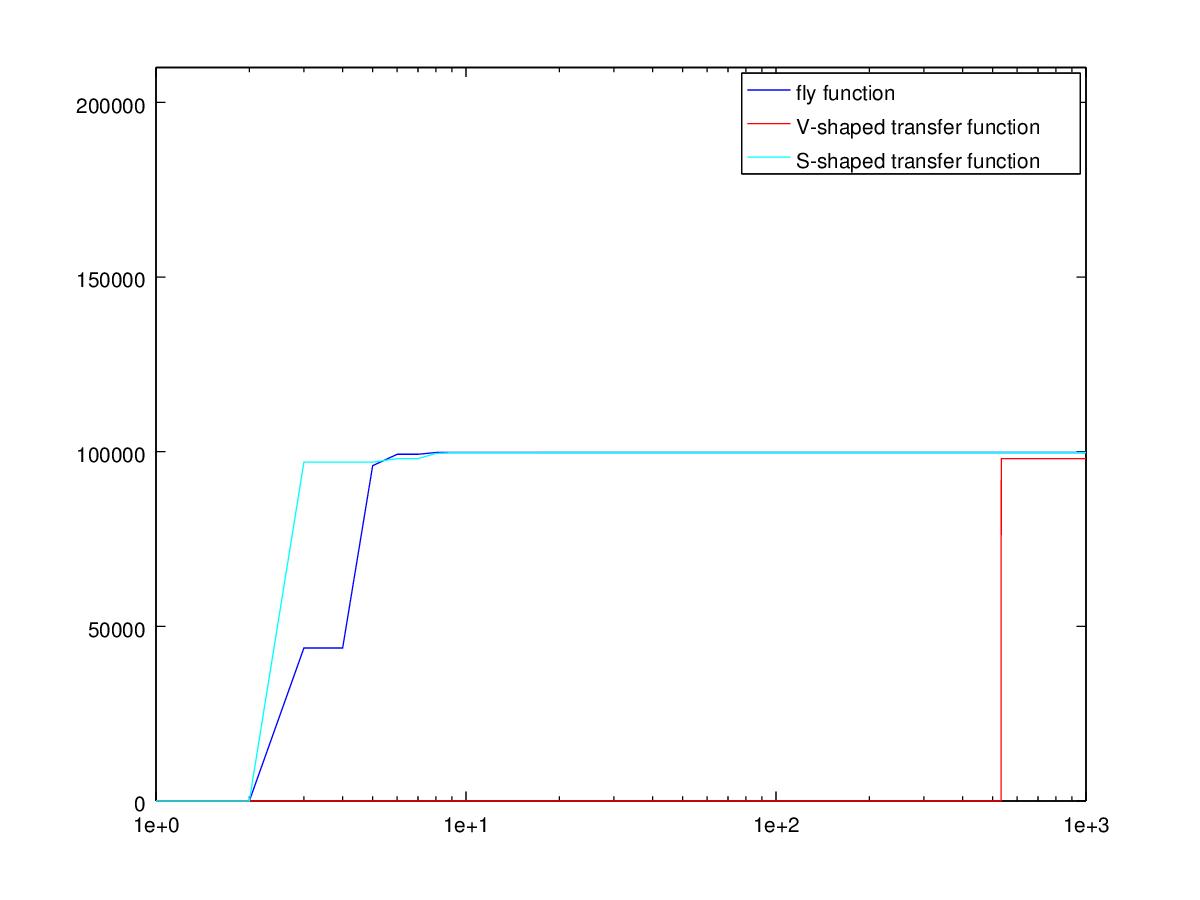 200000
150000
100000
50000
0
1e+0
1e+1
1e+2
1e+3
fly function
V-shaped transfer function
S-shaped transfer function